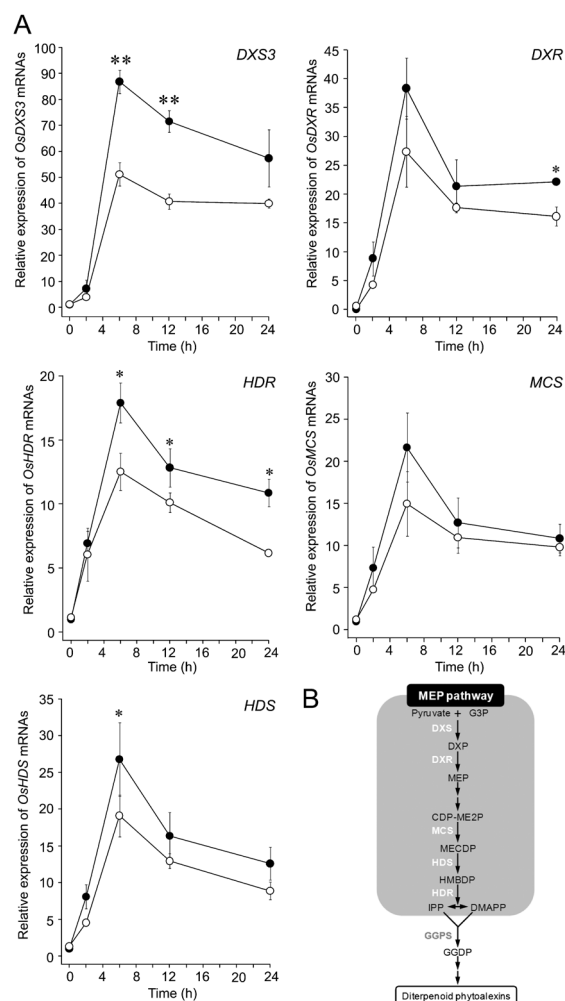 A
DXS3
Relative expression of OsDXS3 mRNAs
100
90
80
70
60
50
40
30
20
10
0
**
**
0 4 8 12 16 20 24
Time (h)
DXR
Relative expression of OsDXR mRNAs
45
40
35
30
25
20
15
10
5
0
*
0 4 8 12 16 20 24
Time (h)
HDR
Relative expression of OsHDR mRNAs
20
15
10
5
0
*
*
*
0 4 8 12 16 20 24
Time (h)
MCS
Relative expression of OsMCS mRNAs
30
25
20
15
10
5
0
0 4 8 12 16 20 24
Time (h)
HDS
Relative expression of OsHDS mRNAs
35
30
25
20
15
10
5
0
*
0 4 8 12 16 20 24
Time (h)
B
MEP pathway
Pyruvate + G3P
DXS
DXP
DXR
MEP
CDP-ME2P
MCS
MECDP
HDS
HMBDP
HDR
IPP DMAPP
GGPS
GGDP
Diterpenoid phytoalexins